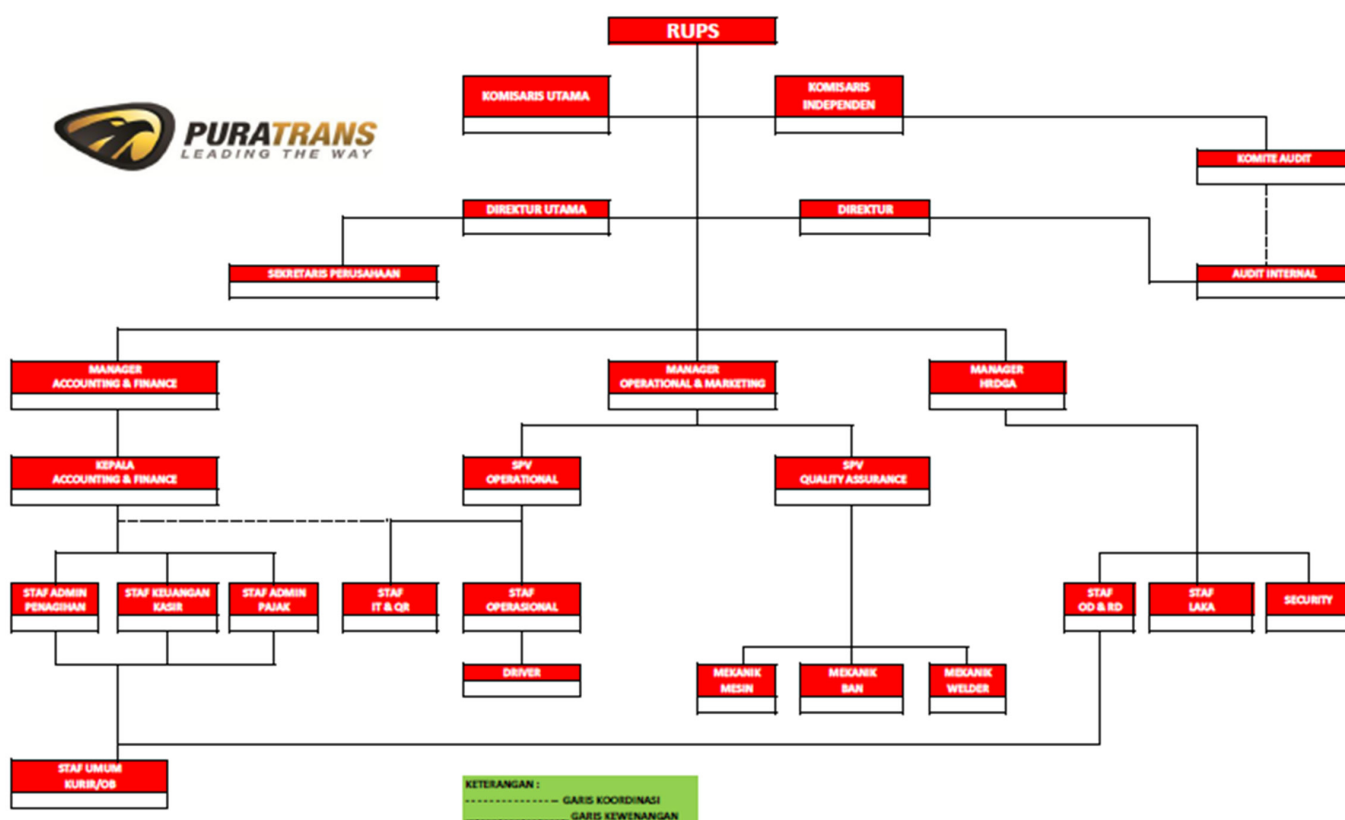 RUPS
KOMISARIS UTAMA
KOMISARIS
INDEPENDEN
PURATRANS
LEADING THE WAY
KOMITE AUDIT
DIREKTUR UTAMA
DIREKTUR
SEKRETARIS PERUSAHAAN
AUDIT INTERNAL
MANAGER
ACCOUNTING & FINANCE
MANAGER
OPERATIONAL & MARKETING
MANAGER
HRDGA
KEPALA
ACCOUNTING & FINANCE
SPV
OPERATIONAL
SPV
QUALITY ASSURANCE
STAF ADMIN
PENAGIHAN
STAF KEUANGAN
KASIR
STAF ADMIN
PAJAK
STAF
IT & QR
STAF
OPERASIONAL
STAF
OD & RD
STAF
LAKA
SECURITY
DRIVER
MEKANIK
MESIN
MEKANIK
BAN
MEKANIK
WELDER
STAF UMUM
KURIR/OB
KETERANGAN :
GARIS KOORDINASI
GARIS KEWENANGAN